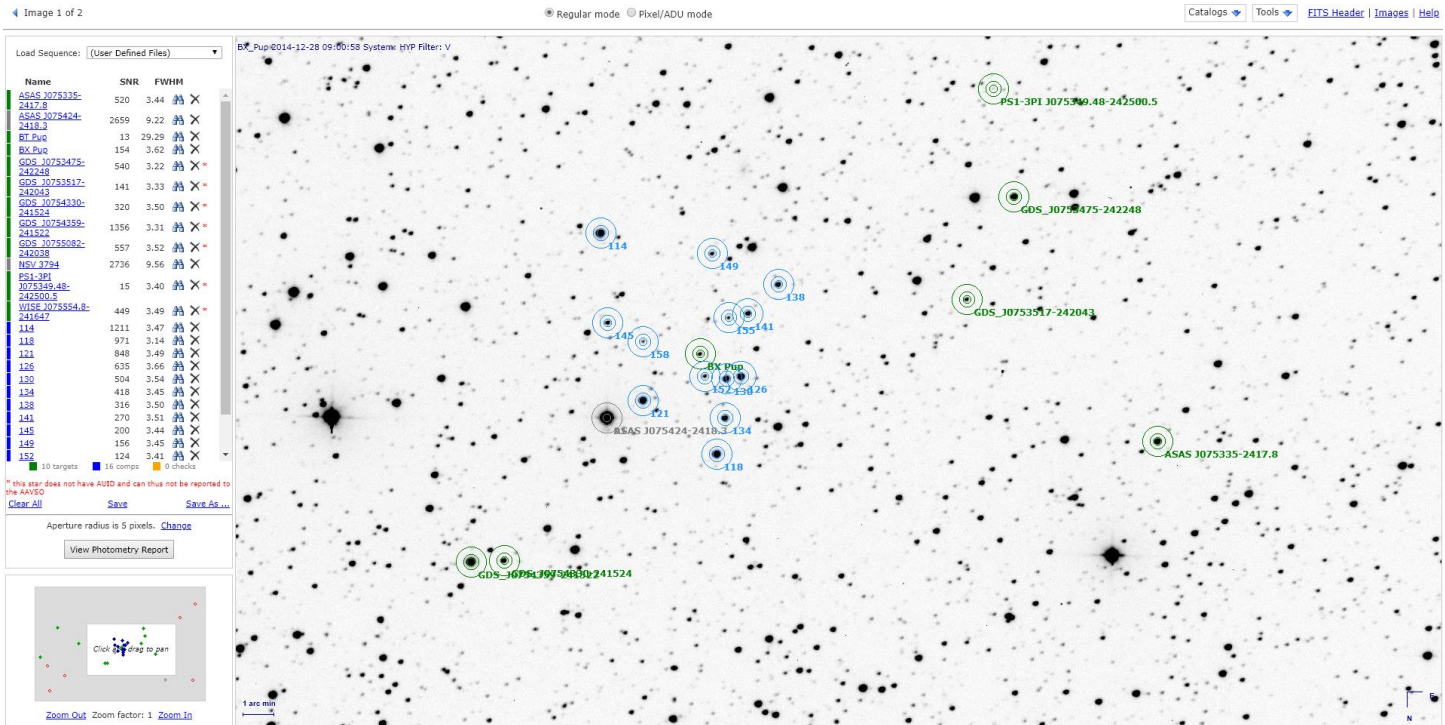 Image 1 of 2
Regular mode Pixel/ADU mode
Catalogs Tools FITS Header | Images | Help
Load Sequence: (User Defined Files)
Name SNR FWHM
ASAS J075335-2417.8 520 3.44
ASAS J075424-2418.3 2659 9.22
BT Pup 13 29.29
BX Pup 154 3.62
GDS_J0753475-242248 540 3.22 *
GDS_J0753517-242043 141 3.33 *
GDS_J0754330-241524 320 3.50 *
GDS_J0754359-241522 1356 3.31 *
GDS_J0755082-242038 557 3.52 *
NSV 3794 2736 9.56
PS1-3PI J075349.48-242500.5 15 3.40
WISE J075554.8-241647 449 3.49 *
114 1211 3.47
118 971 3.14
121 848 3.49
126 635 3.66
130 504 3.54
134 418 3.45
138 316 3.50
141 270 3.51
145 200 3.44
149 156 3.45
152 124 3.41
10 targets 16 comps 0 checks
* this star does not have AUID and can thus not be reported to the AAVSO
Clear All Save Save As ...
Aperture radius is 5 pixels. Change
View Photometry Report
Click and drag to pan
Zoom Out Zoom factor: 1 Zoom In
BX_Pup 2014-12-28 09:00:58 System: HYP Filter: V
PS1-3PI J075349.48-242500.5
GDS_J0753475-242248
114
149
138
GDS_J0753517-242043
155
141
145
158
BX Pup
152
130
126
121
ASAS J075424-2418.3
134
ASAS J075335-2417.8
118
GDS_J0754359-241522
GDS_J0754330-241524
1 arc min
E
N